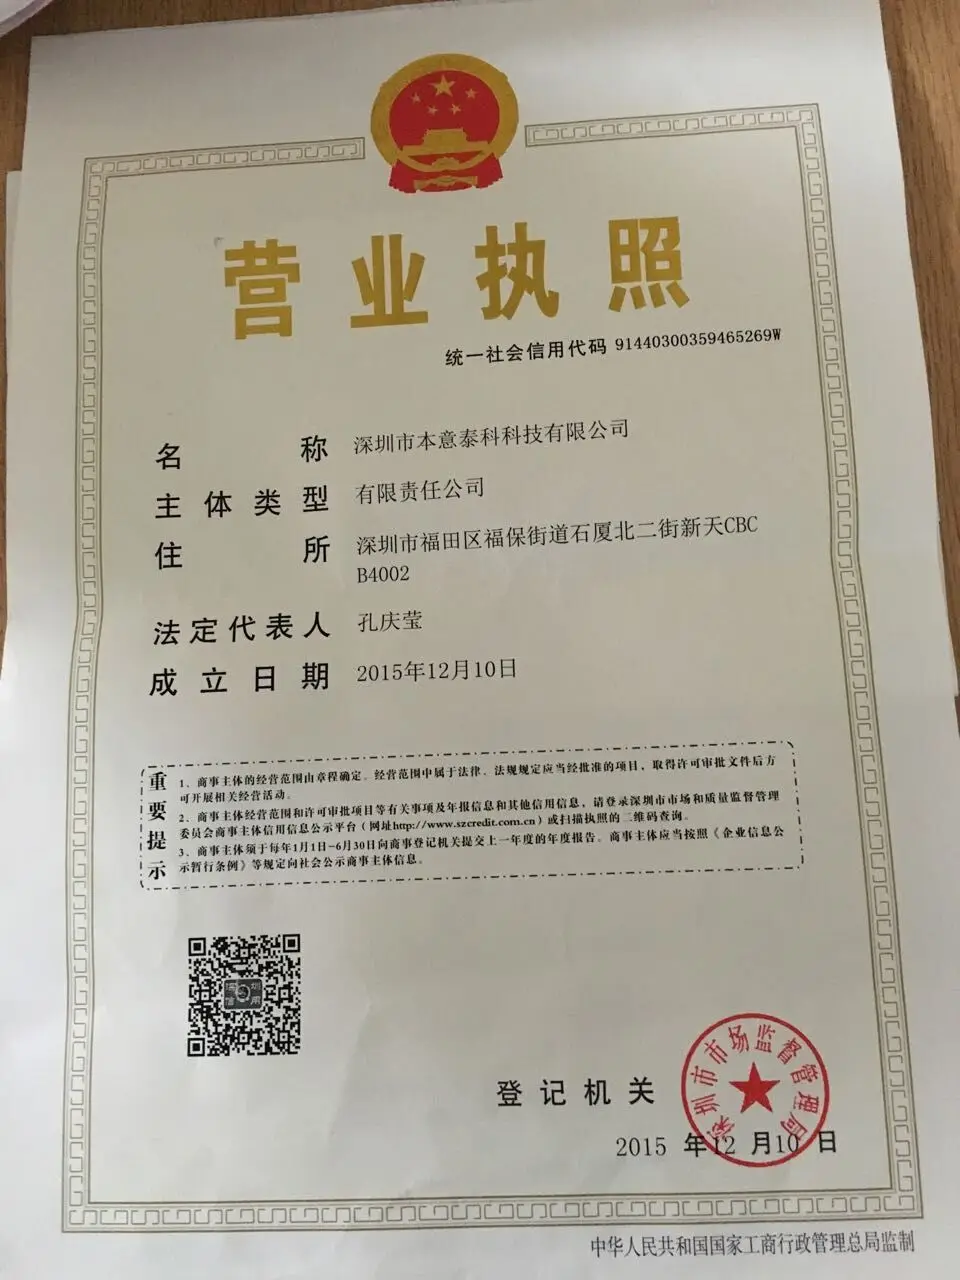 营业执照
统一社会信用代码 91440300359465269W
名称 深圳市本意泰科科技有限公司
主体类型 有限责任公司
住所 深圳市福田区福保街道石厦北二街新天CBC
B4002
法定代表人 孔庆莹
成立日期 2015年12月10日
重要提示
1、商事主体的经营范围由章程确定。经营范围中属于法律、法规规定应当经批准的项目，取得许可审批文件后方
可开展相关经营活动。
2、商事主体经营范围和许可审批项目等有关事项及年报信息和其他信用信息，请登录深圳市市场和质量监督管理
委员会商事主体信用信息公示平台（网址http://www.szcredit.com.cn）或扫描执照的二维码查询。
3、商事主体须于每年1月1日-6月30日向商事登记机关提交上一年度的年度报告。商事主体应当按照《企业信息公
示暂行条例》等规定向社会公示商事主体信息。
深圳
信用
登记机关
深圳市市场监督管理局
2015 年12 月10 日
中华人民共和国国家工商行政管理总局监制